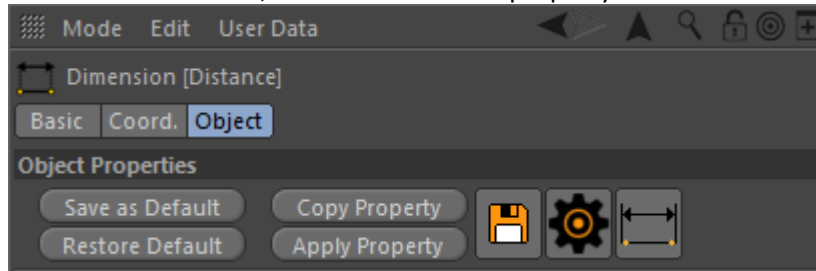 Mode Edit User Data
Dimension [Distance]
Basic Coord. Object
Object Properties
Save as Default Copy Property
Restore Default Apply Property